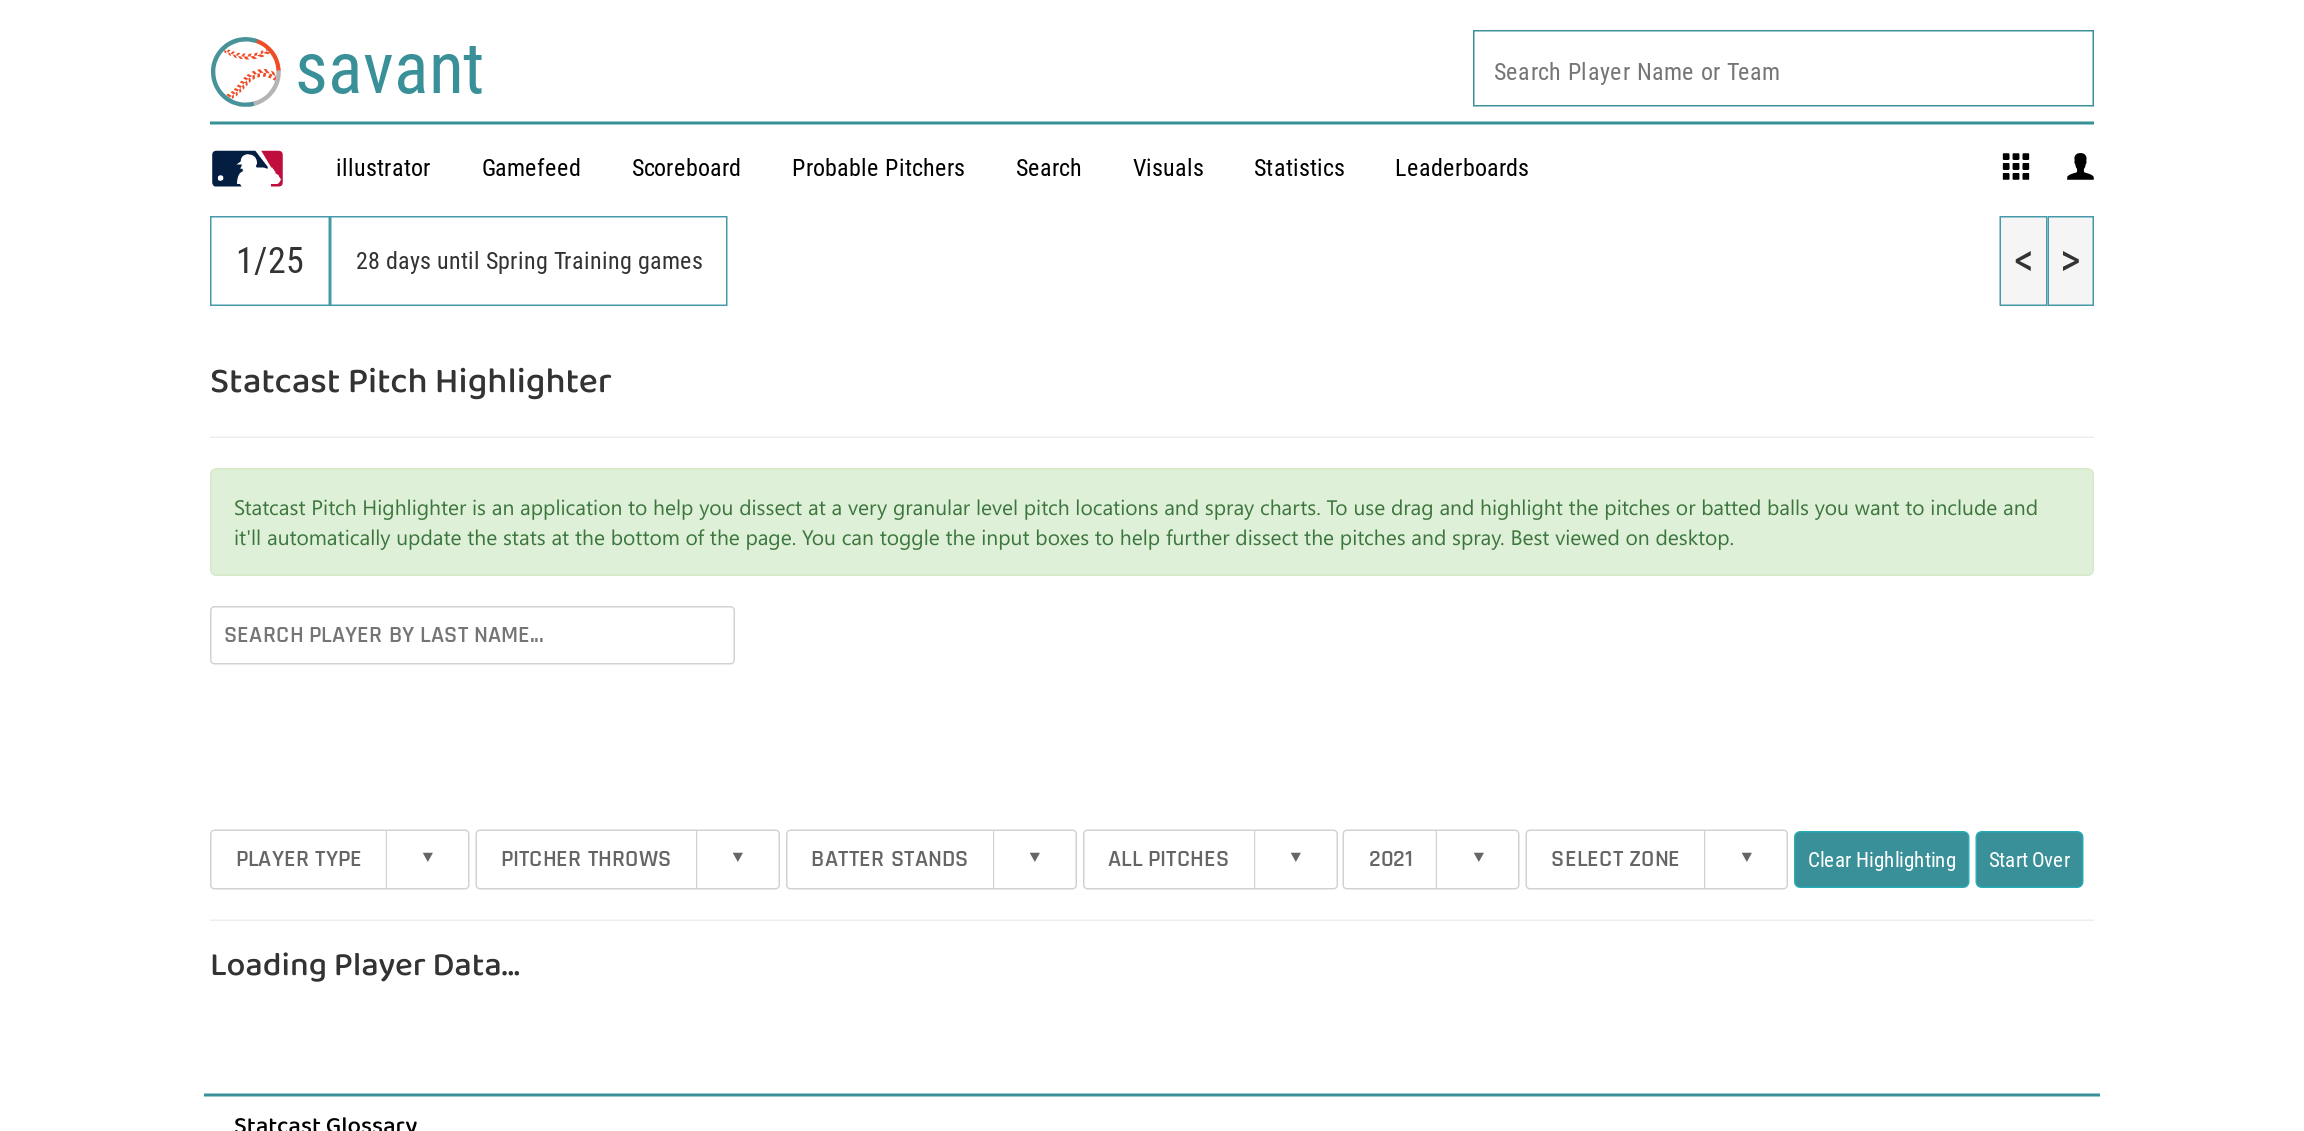 savant
Search Player Name or Team
illustrator Gamefeed Scoreboard Probable Pitchers Search Visuals Statistics Leaderboards
1/25 28 days until Spring Training games < >
Statcast Pitch Highlighter
Statcast Pitch Highlighter is an application to help you dissect at a very granular level pitch locations and spray charts. To use drag and highlight the pitches or batted balls you want to include and
it'll automatically update the stats at the bottom of the page. You can toggle the input boxes to help further dissect the pitches and spray. Best viewed on desktop.
SEARCH PLAYER BY LAST NAME...
PLAYER TYPE PITCHER THROWS BATTER STANDS ALL PITCHES 2021 SELECT ZONE Clear Highlighting Start Over
Loading Player Data...
Statcast Glossary